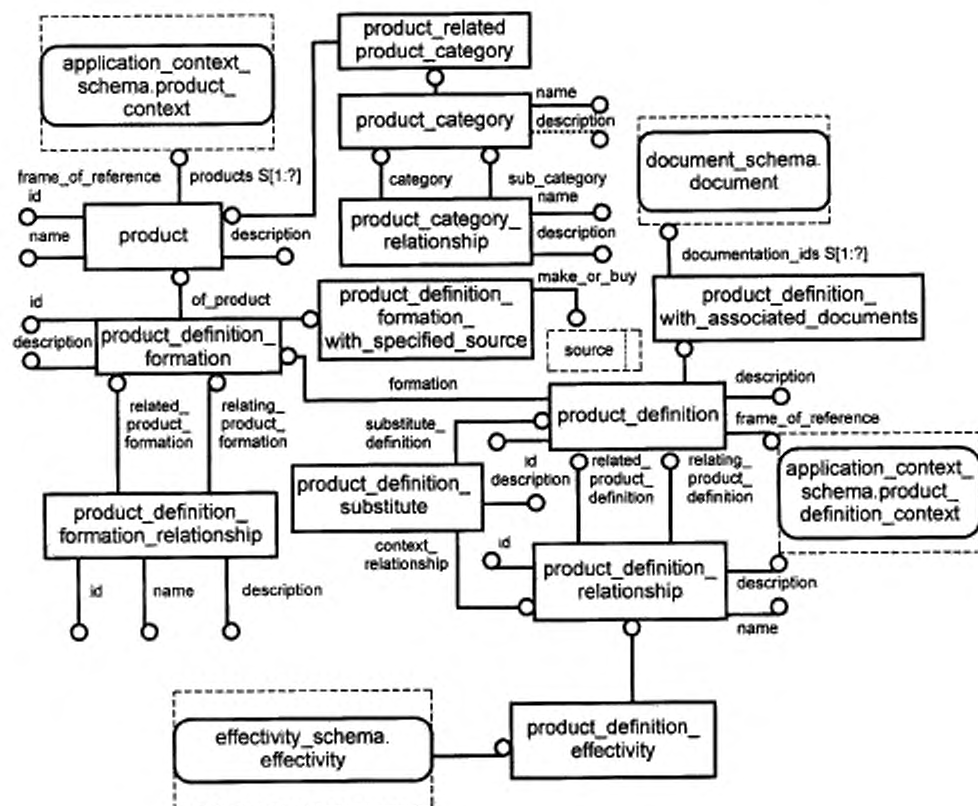 product_related
product_category
application_context_
schema.product_
context
name
product_category
description
document_schema.
document
category
sub_category
frame_of_reference
products S[1:?]
id
name
product_category_
relationship
name
product
description
description
documentation_ids S[1:?]
make_or_buy
id
of_product
product_definition_
formation_
with_specified_source
product_definition_
with_associated_documents
description
product_definition_
formation
source
formation
description
related_
product_
formation
relating_
product_
formation
substitute_
definition
product_definition
frame_of_reference
id
description
related_
product_
definition
relating_
product_
definition
application_context_
schema.product_
definition_context
product_definition_
substitute
product_definition_
formation_relationship
context_
relationship
id
product_definition_
relationship
description
name
id
name
description
effectivity_schema.
effectivity
product_definition_
effectivity